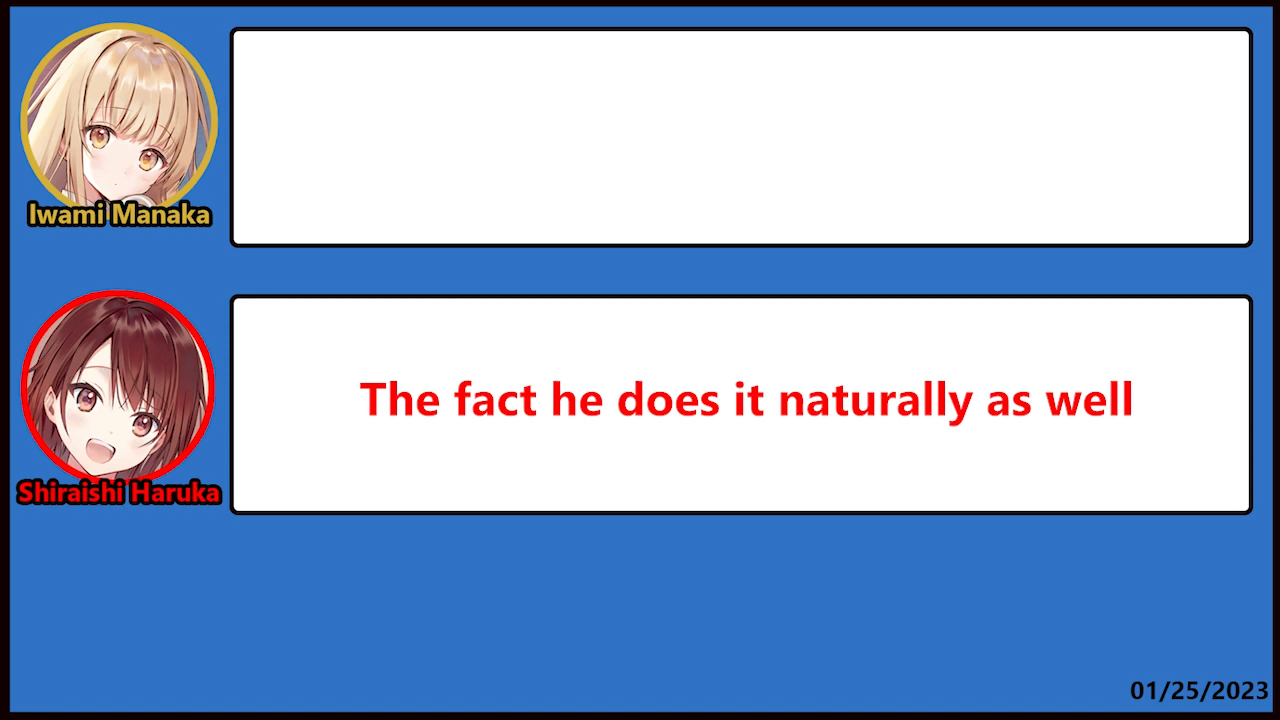 Iwami Manaka
The fact he does it naturally as well
Shiraishi Haruka
01/25/2023